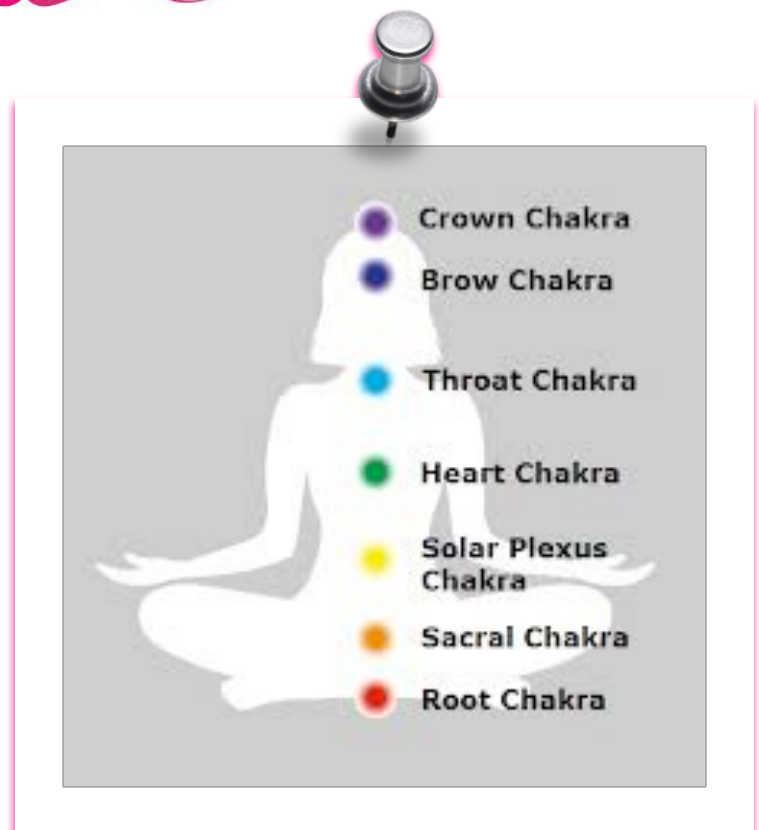 Crown Chakra
Brow Chakra
Throat Chakra
Heart Chakra
Solar Plexus
Chakra
Sacral Chakra
Root Chakra